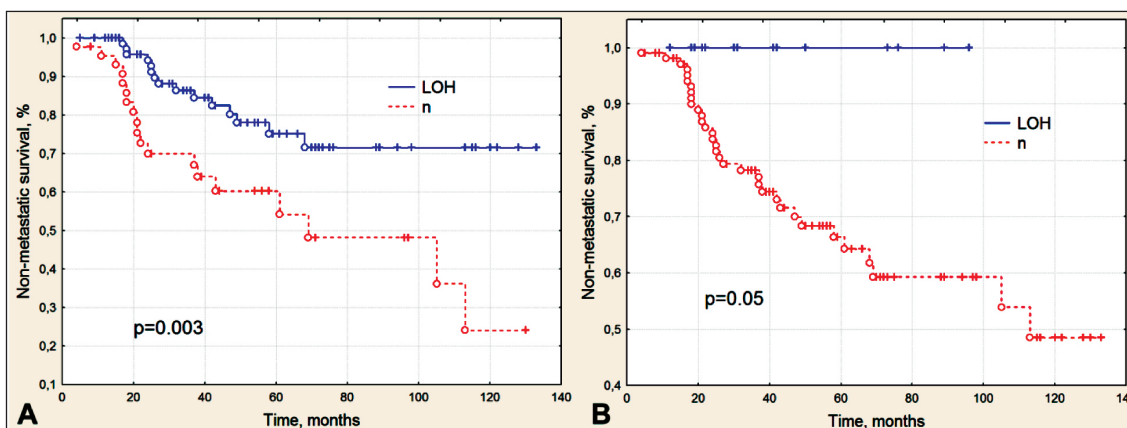 1,0
0,9
0,8
0,7
0,6
0,5
0,4
0,3
0,2
0,1
Non-metastatic survival, %
LOH
n
p=0.003
0 20 40 60 80 100 120 140
A
Time, months
1,0
0,9
0,8
0,7
0,6
0,5
0,4
Non-metastatic survival, %
LOH
n
p=0.05
0 20 40 60 80 100 120 140
B
Time, months